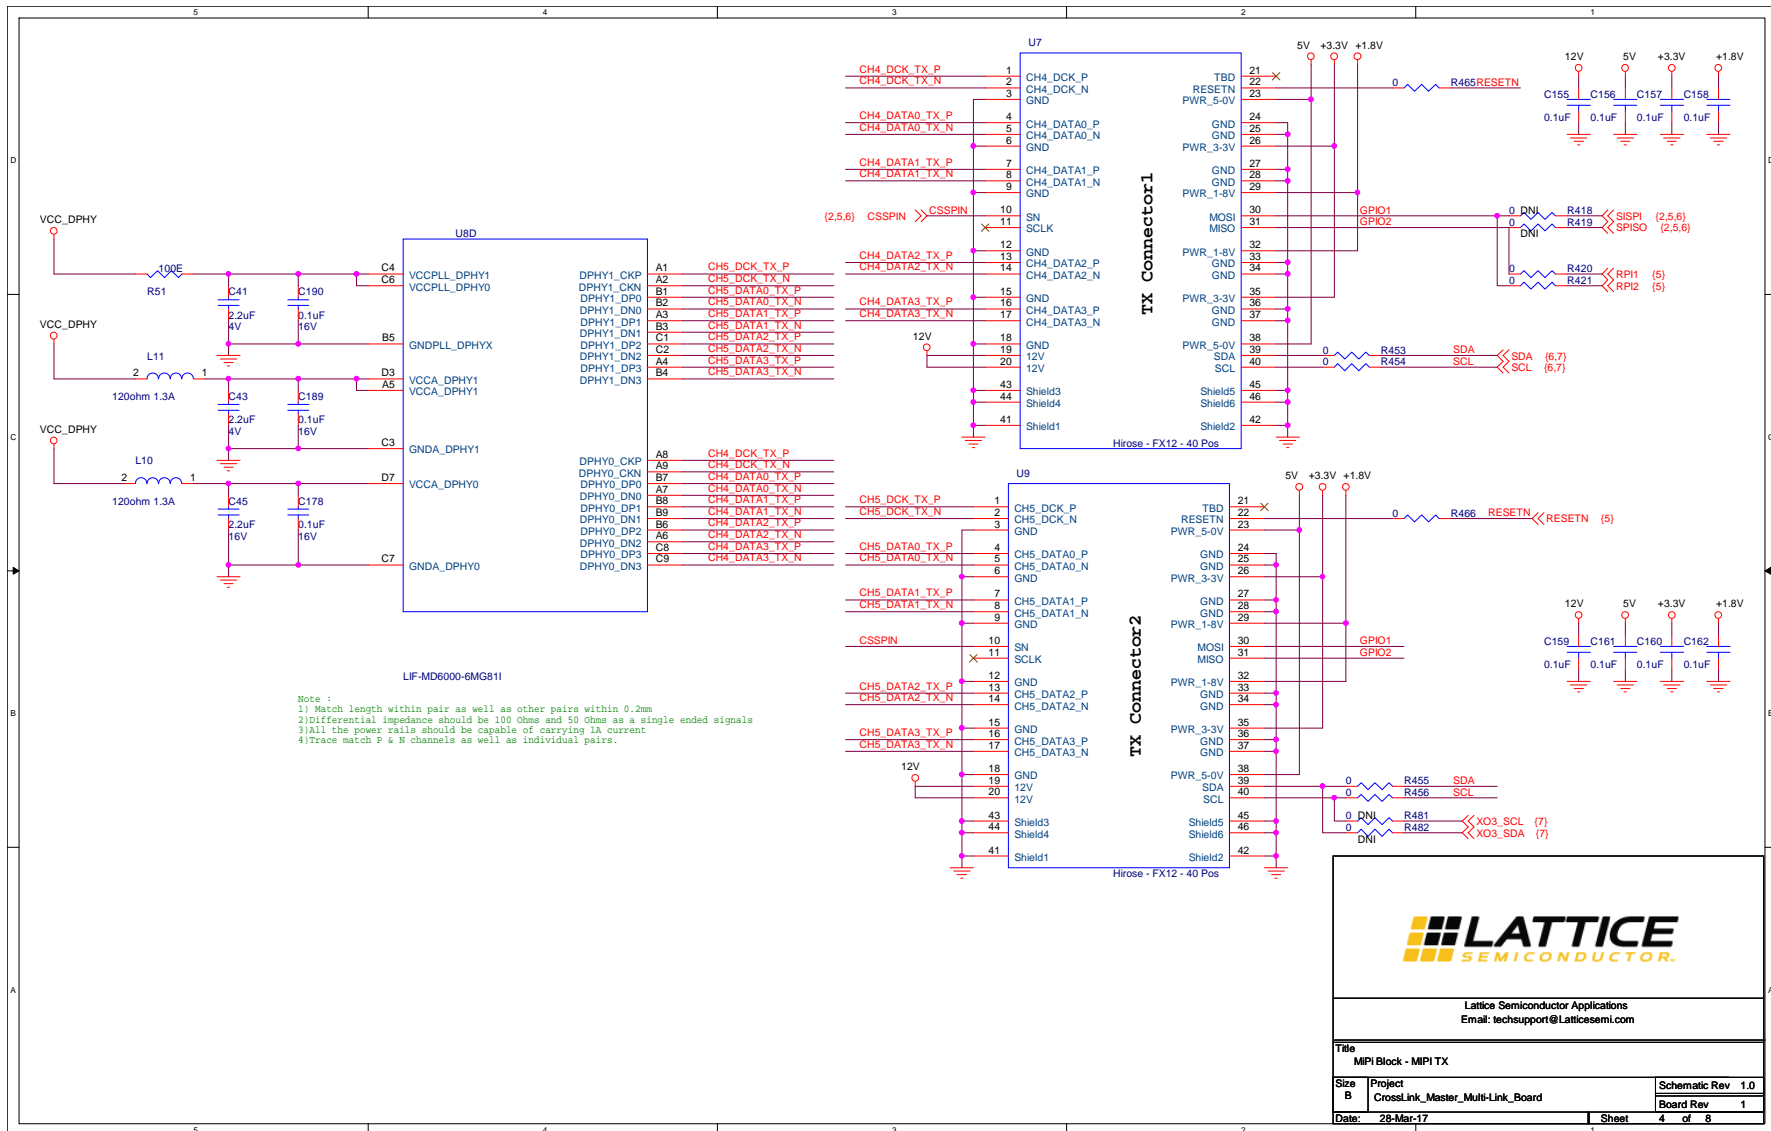 5 4 3 2 1
D
C
B
A
VCC_DPHY
100E
R51
C41
2.2uF
4V
C190
0.1uF
16V
VCC_DPHY
L11
2 1
120ohm 1.3A
C43
2.2uF
4V
C189
0.1uF
16V
VCC_DPHY
L10
2 1
120ohm 1.3A
C45
2.2uF
16V
C178
0.1uF
16V
U8D
C4 VCCPLL_DPHY1
C6 VCCPLL_DPHY0
B5 GNDPLL_DPHYX
D3 VCCA_DPHY1
A5 VCCA_DPHY1
C3 GNDA_DPHY1
D7 VCCA_DPHY0
C7 GNDA_DPHY0
DPHY1_CKP A1 CH5_DCK_TX_P
DPHY1_CKN A2 CH5_DCK_TX_N
DPHY1_DP0 B1 CH5_DATA0_TX_P
DPHY1_DN0 B2 CH5_DATA0_TX_N
DPHY1_DP1 A3 CH5_DATA1_TX_P
DPHY1_DN1 B3 CH5_DATA1_TX_N
DPHY1_DP2 C1 CH5_DATA2_TX_P
DPHY1_DN2 C2 CH5_DATA2_TX_N
DPHY1_DP3 A4 CH5_DATA3_TX_P
DPHY1_DN3 B4 CH5_DATA3_TX_N
DPHY0_CKP A8 CH4_DCK_TX_P
DPHY0_CKN A9 CH4_DCK_TX_N
DPHY0_DP0 B7 CH4_DATA0_TX_P
DPHY0_DN0 A7 CH4_DATA0_TX_N
DPHY0_DP1 B8 CH4_DATA1_TX_P
DPHY0_DN1 B9 CH4_DATA1_TX_N
DPHY0_DP2 B6 CH4_DATA2_TX_P
DPHY0_DN2 A6 CH4_DATA2_TX_N
DPHY0_DP3 C8 CH4_DATA3_TX_P
DPHY0_DN3 C9 CH4_DATA3_TX_N
LIF-MD6000-6MG81I
Note :
1) Match length within pair as well as other pairs within 0.2mm
2)Differential impedance should be 100 Ohms and 50 Ohms as a single ended signals
3)All the power rails should be capable of carrying 1A current
4)Trace match P & N channels as well as individual pairs.
U7
CH4_DCK_TX_P 1 CH4_DCK_P
CH4_DCK_TX_N 2 CH4_DCK_N
3 GND
CH4_DATA0_TX_P 4 CH4_DATA0_P
CH4_DATA0_TX_N 5 CH4_DATA0_N
6 GND
CH4_DATA1_TX_P 7 CH4_DATA1_P
CH4_DATA1_TX_N 8 CH4_DATA1_N
9 GND
{2,5,6} CSSPIN CSSPIN 10 SN
11 SCLK
12 GND
CH4_DATA2_TX_P 13 CH4_DATA2_P
CH4_DATA2_TX_N 14 CH4_DATA2_N
15 GND
CH4_DATA3_TX_P 16 CH4_DATA3_P
CH4_DATA3_TX_N 17 CH4_DATA3_N
18 GND
12V 19 12V
20 12V
43 Shield3
44 Shield4
41 Shield1
TX Connector1
5V +3.3V +1.8V
TBD 21
RESETN 22 0 R465 RESETN
PWR_5-0V 23
GND 24
GND 25
PWR_3-3V 26
GND 27
GND 28
PWR_1-8V 29
MOSI 30 GPIO1 0 DNI R418 SISPI {2,5,6}
MISO 31 GPIO2 0 DNI R419 SPISO {2,5,6}
PWR_1-8V 32
GND 33
GND 34
0 R420 RPI1 {5}
0 R421 RPI2 {5}
PWR_3-3V 35
GND 36
GND 37
PWR_5-0V 38
SDA 39 0 R453 SDA SDA {6,7}
SCL 40 0 R454 SCL SCL {6,7}
Shield5 45
Shield6 46
Shield2 42
Hirose - FX12 - 40 Pos
12V 5V +3.3V +1.8V
C155 C156 C157 C158
0.1uF 0.1uF 0.1uF 0.1uF
U9
CH5_DCK_TX_P 1 CH5_DCK_P
CH5_DCK_TX_N 2 CH5_DCK_N
3 GND
CH5_DATA0_TX_P 4 CH5_DATA0_P
CH5_DATA0_TX_N 5 CH5_DATA0_N
6 GND
CH5_DATA1_TX_P 7 CH5_DATA1_P
CH5_DATA1_TX_N 8 CH5_DATA1_N
9 GND
CSSPIN 10 SN
11 SCLK
12 GND
CH5_DATA2_TX_P 13 CH5_DATA2_P
CH5_DATA2_TX_N 14 CH5_DATA2_N
15 GND
CH5_DATA3_TX_P 16 CH5_DATA3_P
CH5_DATA3_TX_N 17 CH5_DATA3_N
18 GND
12V 19 12V
20 12V
43 Shield3
44 Shield4
41 Shield1
TX Connector2
5V +3.3V +1.8V
TBD 21
RESETN 22 0 R466 RESETN RESETN {5}
PWR_5-0V 23
GND 24
GND 25
PWR_3-3V 26
GND 27
GND 28
PWR_1-8V 29
MOSI 30 GPIO1
MISO 31 GPIO2
PWR_1-8V 32
GND 33
GND 34
PWR_3-3V 35
GND 36
GND 37
PWR_5-0V 38
SDA 39 0 R455 SDA
SCL 40 0 R456 SCL
Shield5 45 0 DNI R481 XO3_SCL {7}
Shield6 46 0 DNI R482 XO3_SDA {7}
Shield2 42
Hirose - FX12 - 40 Pos
12V 5V +3.3V +1.8V
C159 C161 C160 C162
0.1uF 0.1uF 0.1uF 0.1uF
LATTICE
SEMICONDUCTOR.
Lattice Semiconductor Applications
Email: techsupport@Latticesemi.com
Title
MiPi Block - MIPI TX
Size Project Schematic Rev 1.0
B CrossLink_Master_Multi-Link_Board Board Rev 1
Date: 28-Mar-17 Sheet 4 of 8
5 4 3 2 1